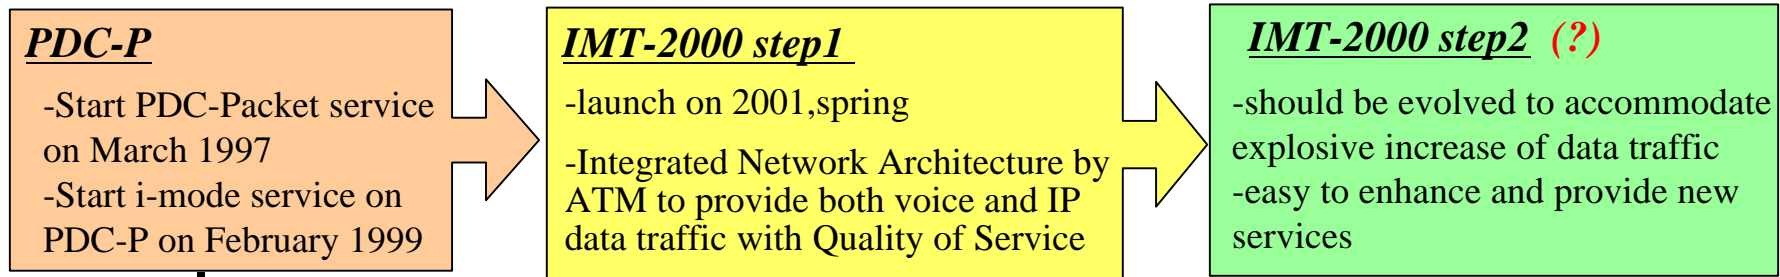 PDC-P
-Start PDC-Packet service
on March 1997
-Start i-mode service on
PDC-P on February 1999
IMT-2000 step1
-launch on 2001,spring
-Integrated Network Architecture by
ATM to provide both voice and IP
data traffic with Quality of Service
IMT-2000 step2 (?)
-should be evolved to accommodate
explosive increase of data traffic
-easy to enhance and provide new
services